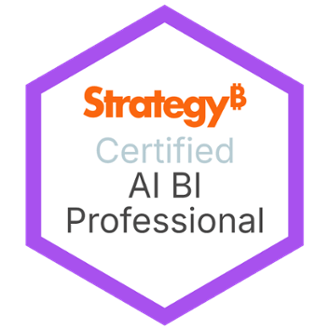 Strategy₿
Certified
AI BI
Professional